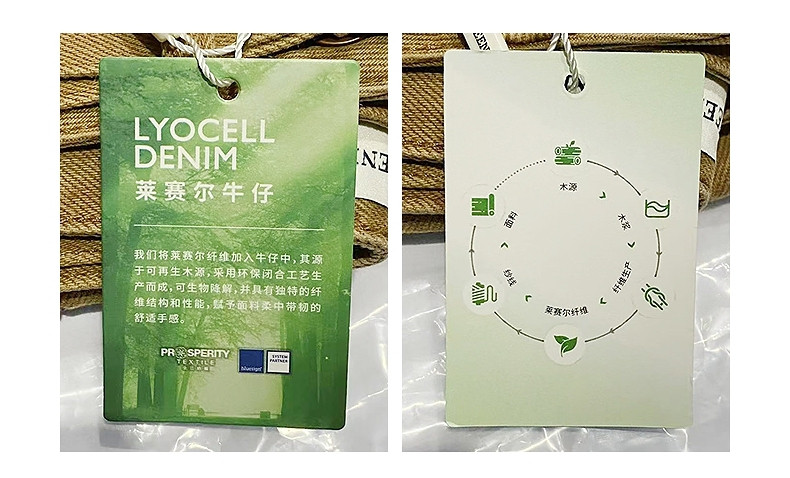 LYOCELL
DENIM
莱赛尔牛仔
我们将莱赛尔纤维加入牛仔中，其源
于可再生木源，采用环保闭合工艺生
产而成，可生物降解，并具有独特的纤
维结构和性能，赋予面料柔中带韧的
舒适手感。
PROSPERITY
TEXTILE
bluesign
SYSTEM
PARTNER
EEN
木源
木浆
纤维生产
莱赛尔纤维
纱线
面料